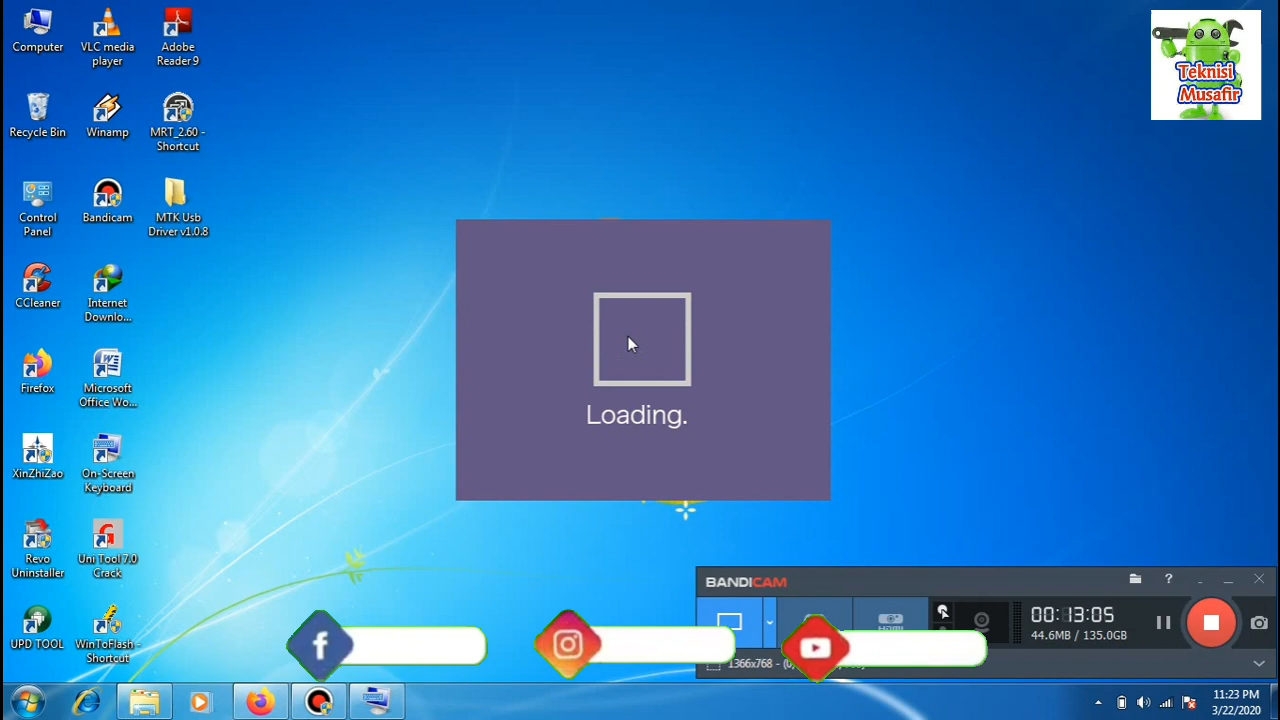 Computer
VLC media
player
Adobe
Reader 9
Teknisi
Musafir
Recycle Bin
Winamp
MRT_2.60 -
Shortcut
Control
Panel
Bandicam
MTK Usb
Driver v1.0.8
CCleaner
Internet
Downlo...
Firefox
Microsoft
Office Wo...
Loading.
XinZhiZao
On-Screen
Keyboard
Revo
Uninstaller
Uni Tool 7.0
Crack
UPD TOOL
WinToFlash -
Shortcut
BANDICAM
00:13:05
44.6MB / 135.0GB
1366x768 - (0,
11:23 PM
3/22/2020